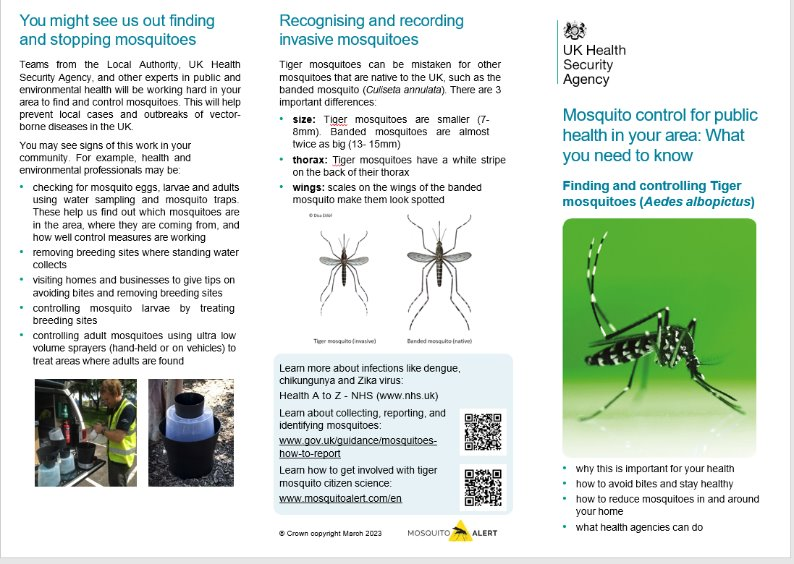 You might see us out finding
and stopping mosquitoes
Teams from the Local Authority, UK Health
Security Agency, and other experts in public and
environmental health will be working hard in your
area to find and control mosquitoes. This will help
prevent local cases and outbreaks of vector-
borne diseases in the UK.
You may see signs of this work in your
community. For example, health and
environmental professionals may be:
• checking for mosquito eggs, larvae and adults
using water sampling and mosquito traps.
These help us find out which mosquitoes are
in the area, where they are coming from, and
how well control measures are working
• removing breeding sites where standing water
collects
• visiting homes and businesses to give tips on
avoiding bites and removing breeding sites
• controlling mosquito larvae by treating
breeding sites
• controlling adult mosquitoes using ultra low
volume sprayers (hand-held or on vehicles) to
treat areas where adults are found
Recognising and recording
invasive mosquitoes
Tiger mosquitoes can be mistaken for other
mosquitoes that are native to the UK, such as the
banded mosquito (Culiseta annulata). There are 3
important differences:
• size: Tiger mosquitoes are smaller (7-
8mm). Banded mosquitoes are almost
twice as big (13- 15mm)
• thorax: Tiger mosquitoes have a white stripe
on the back of their thorax
• wings: scales on the wings of the banded
mosquito make them look spotted
Tiger mosquito (invasive)
Banded mosquito (native)
Learn more about infections like dengue,
chikungunya and Zika virus:
Health A to Z - NHS (www.nhs.uk)
Learn about collecting, reporting, and
identifying mosquitoes:
www.gov.uk/guidance/mosquitoes-
how-to-report
Learn how to get involved with tiger
mosquito citizen science:
www.mosquitoalert.com/en
© Crown copyright March 2023
MOSQUITO ALERT
UK Health
Security
Agency
Mosquito control for public
health in your area: What
you need to know
Finding and controlling Tiger
mosquitoes (Aedes albopictus)
• why this is important for your health
• how to avoid bites and stay healthy
• how to reduce mosquitoes in and around
your home
• what health agencies can do